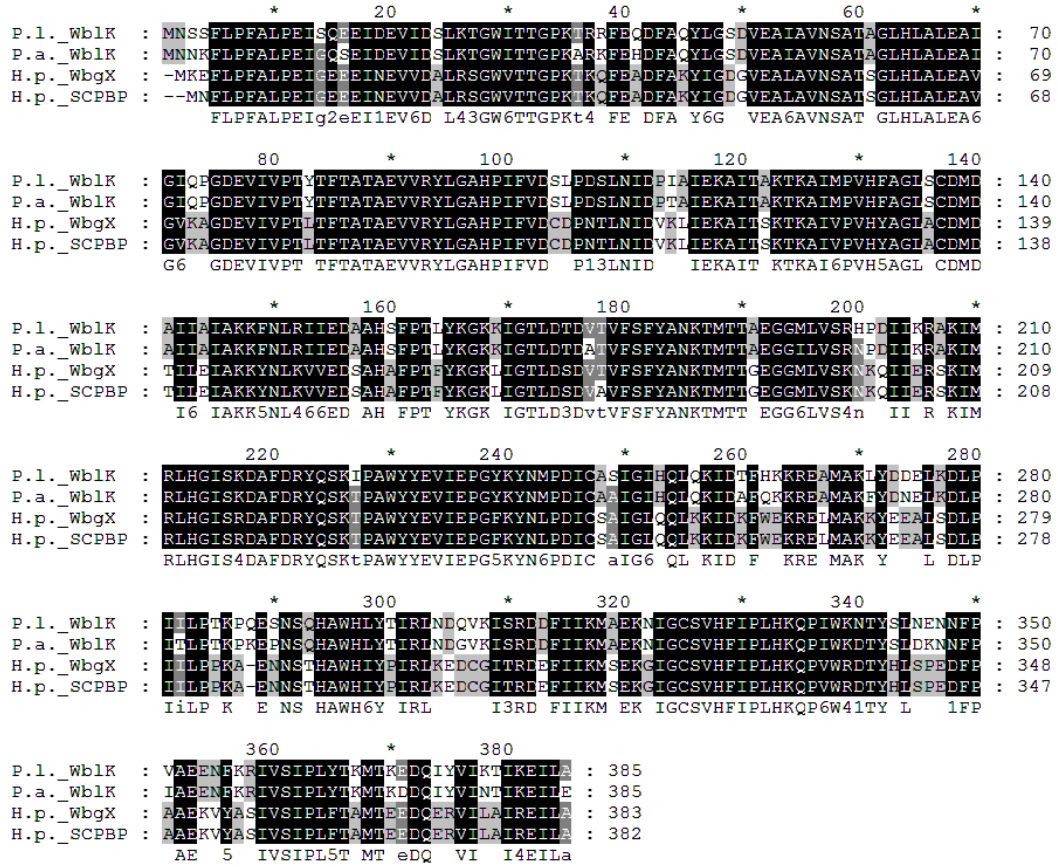 * 20 * 40 * 60 *
P.l._WblK : MNSSFLPFALPEISQEEIDEVIDSLKTGWITTGPKTRRFEQDFAQYLGSDVEAIAVNSATAGLHLALEAI : 70
P.a._WblK : MNNKFLPFALPEIGQSEIDEVIDSLKTGWITTGPKARKFEHDFAQYLGSDVEAIAVNSATAGLHLALEAI : 70
H.p._WbgX : -MKEFLPFALPEIGEEEINEVVDALRSGWVTTGPKTKQFEADFAKYIGDGVEALAVNSATSGLHLALEAV : 69
H.p._SCPBP : --MNFLPFALPEIGEEEINEVVDALRSGWVTTGPKTKQFEADFAKYIGDGVEALAVNSATSGLHLALEAV : 68
FLPFALPEIg2eEI1EV6D L43GW6TTGPKt4 FE DFA Y6G VEA6AVNSAT GLHLALEA6
80 * 100 * 120 * 140
P.l._WblK : GIQPGDEVIVPTYTFTATAEVVRYLGAHPIFVDSLPDSLNIDPIAIEKAITAKTKAIMPVHFAGLSCDMD : 140
P.a._WblK : GIQPGDEVIVPTYTFTATAEVVRYLGAHPIFVDSLPDSLNIDPTAIEKAITAKTKAIMPVHFAGLSCDMD : 140
H.p._WbgX : GVKAGDEVIVPTLTFTATAEVVRYLGAHPIFVDCDPNTLNIDVKLIEKAITSKTKAIVPVHYAGLACDMD : 139
H.p._SCPBP : GVKAGDEVIVPTLTFTATAEVVRYLGAHPIFVDCDPNTLNIDVKLIEKAITSKTKAIVPVHYAGLACDMD : 138
G6 GDEVIVPT TFTATAEVVRYLGAHPIFVD P13LNID IEKAIT KTKAI6PVH5AGL CDMD
* 160 * 180 * 200 *
P.l._WblK : AIIAIAKKFNLRIIEDAAHSFPTLYKGKKIGTLDTDVTVFSFYANKTMTTAEGGMLVSRHPDIIKRAKIM : 210
P.a._WblK : AIIAIAKKFNLRIIEDAAHSFPTLYKGKKIGTLDTDATVFSFYANKTMTTAEGGILVSRNPDIIKRAKIM : 210
H.p._WbgX : TILEIAKKYNLKVVEDSAHAFPTFYKGKLIGTLDSDVTVFSFYANKTMTTGEGGMLVSKNKQIIERSKIM : 209
H.p._SCPBP : TILEIAKKYNLKVVEDSAHAFPTFYKGKLIGTLDSDVAVFSFYANKTMTTGEGGMLVSKNKQIIERSKIM : 208
I6 IAKK5NL466ED AH FPT YKGK IGTLD3DvtVFSFYANKTMTT EGG6LVS4n II R KIM
220 * 240 * 260 * 280
P.l._WblK : RLHGISKDAFDRYQSKIPAWYYEVIEPGYKYNMPDICASIGIHQLQKIDTFHKKREAMAKLYDDELKDLP : 280
P.a._WblK : RLHGISKDAFDRYQSKTPAWYYEVIEPGYKYNMPDICAAIGIHQLQKIDAFQKKREAMAKFYDNELKDLP : 280
H.p._WbgX : RLHGISRDAFDRYQSKTPAWYYEVIEPGFKYNLPDICSAIGLQQLKKIDKFWEKRELMAKKYEEALSDLP : 279
H.p._SCPBP : RLHGISRDAFDRYQSKTPAWYYEVIEPGFKYNLPDICSAIGLQQLKKIDKFWEKRELMAKKYEEALSDLP : 278
RLHGIS4DAFDRYQSKtPAWYYEVIEPG5KYN6PDIC aIG6 QL KID F KRE MAK Y L DLP
* 300 * 320 * 340 *
P.l._WblK : IILPTKPQESNSQHAWHLYTIRLNDQVKISRDDFIIKMAEKNIGCSVHFIPLHKQPIWKNTYSLNENNFP : 350
P.a._WblK : ITLPTKPKEPNSQHAWHLYTIRLNDGVKISRDDFIIKMAEKNIGCSVHFIPLHKQPIWKDTYSLDKNNFP : 350
H.p._WbgX : IILPPKA-ENNSTHAWHIYPIRLKEDCGITRDEFIIKMSEKGIGCSVHFIPLHKQPVWRDTYHLSPEDFP : 348
H.p._SCPBP : IILPPKA-ENNSTHAWHIYPIRLKEDCGITRDEFIIKMSEKGIGCSVHFIPLHKQPVWRDTYHLSPEDFP : 347
IiLP K E NS HAWH6Y IRL I3RD FIIKM EK IGCSVHFIPLHKQP6W41TY L 1FP
360 * 380
P.l._WblK : VAEENFKRIVSIPLYTKMTKEDQIYVIKTIKEILA : 385
P.a._WblK : IAEENFKRIVSIPLYTKMTKDDQIYVINTIKEILE : 385
H.p._WbgX : AAEKVYASIVSIPLFTAMTEEDQERVILAIREILA : 383
H.p._SCPBP : AAEKVYASIVSIPLFTAMTEEDQERVILAIREILA : 382
AE 5 IVSIPL5T MT eDQ VI I4EILa